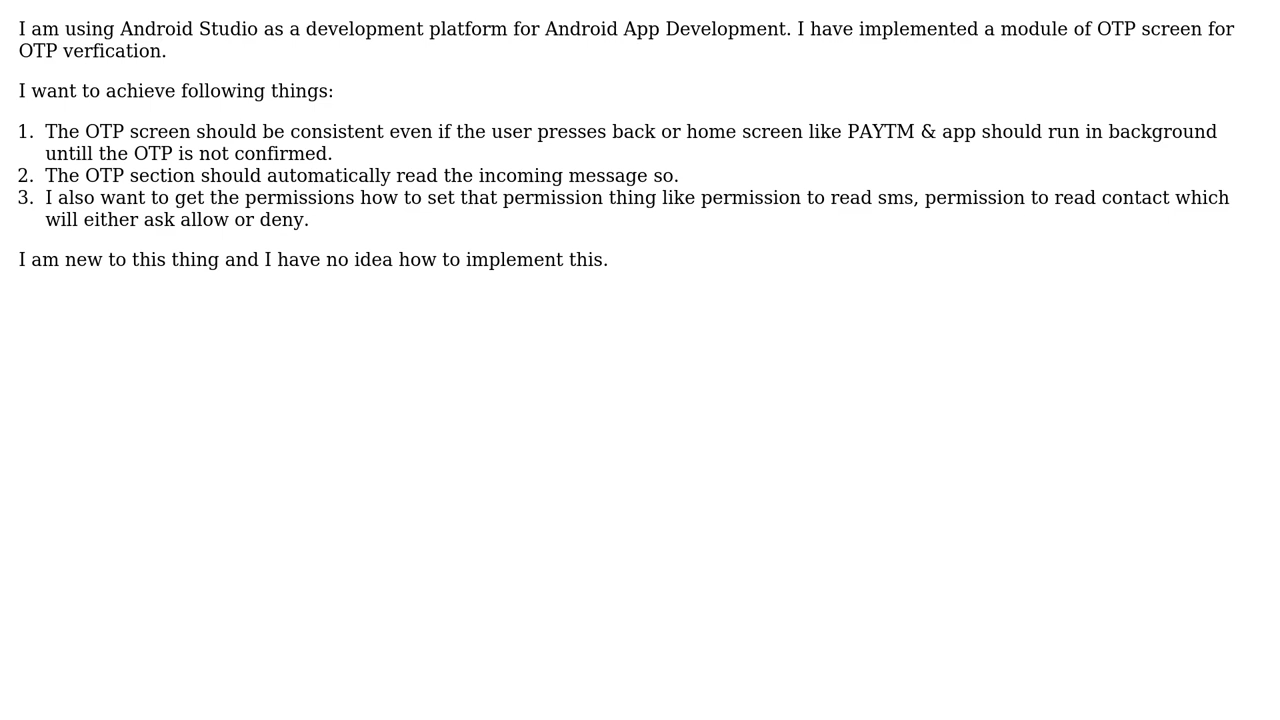 I am using Android Studio as a development platform for Android App Development. I have implemented a module of OTP screen for
OTP verfication.
I want to achieve following things:
1. The OTP screen should be consistent even if the user presses back or home screen like PAYTM & app should run in background
untill the OTP is not confirmed.
2. The OTP section should automatically read the incoming message so.
3. I also want to get the permissions how to set that permission thing like permission to read sms, permission to read contact which
will either ask allow or deny.
I am new to this thing and I have no idea how to implement this.